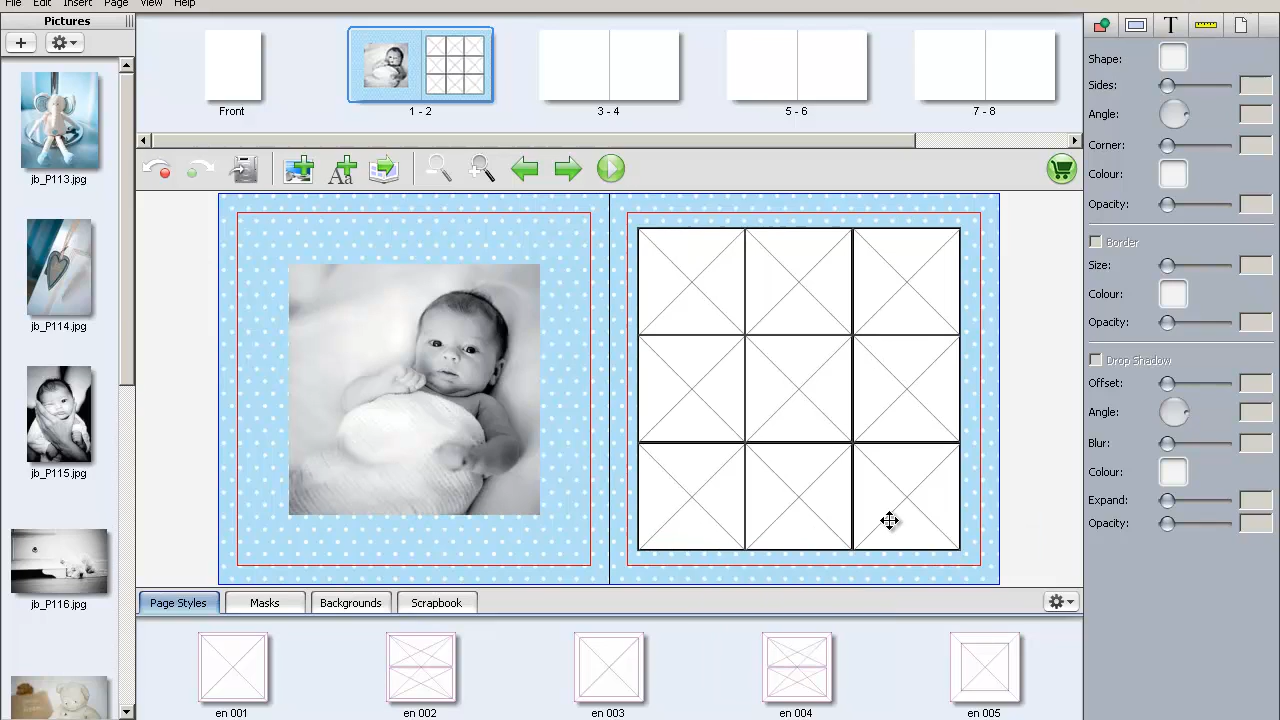 File Edit Insert Page View Help
Pictures
jb_P113.jpg
jb_P114.jpg
jb_P115.jpg
jb_P116.jpg
Front
1 - 2
3 - 4
5 - 6
7 - 8
Aa
Page Styles
Masks
Backgrounds
Scrapbook
en 001
en 002
en 003
en 004
en 005
T
Shape:
Sides:
Angle:
Corner:
Colour:
Opacity:
Border
Size:
Colour:
Opacity:
Drop Shadow
Offset:
Angle:
Blur:
Colour:
Expand:
Opacity: